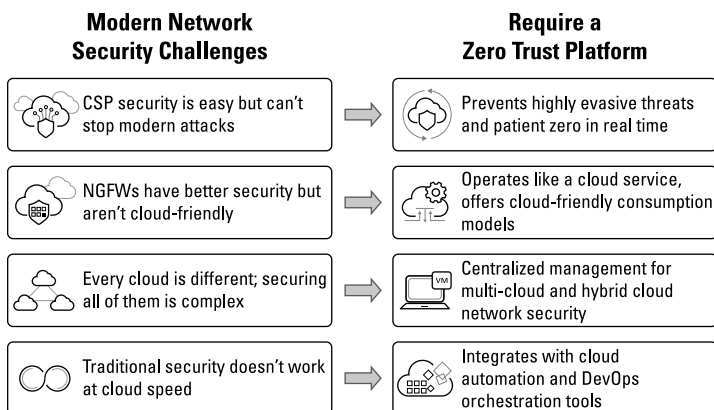 Modern Network
Security Challenges
Require a
Zero Trust Platform
CSP security is easy but can't
stop modern attacks
Prevents highly evasive threats
and patient zero in real time
NGFWs have better security but
aren't cloud-friendly
Operates like a cloud service,
offers cloud-friendly consumption
models
Every cloud is different; securing
all of them is complex
VM
Centralized management for
multi-cloud and hybrid cloud
network security
Traditional security doesn't work
at cloud speed
Integrates with cloud
automation and DevOps
orchestration tools